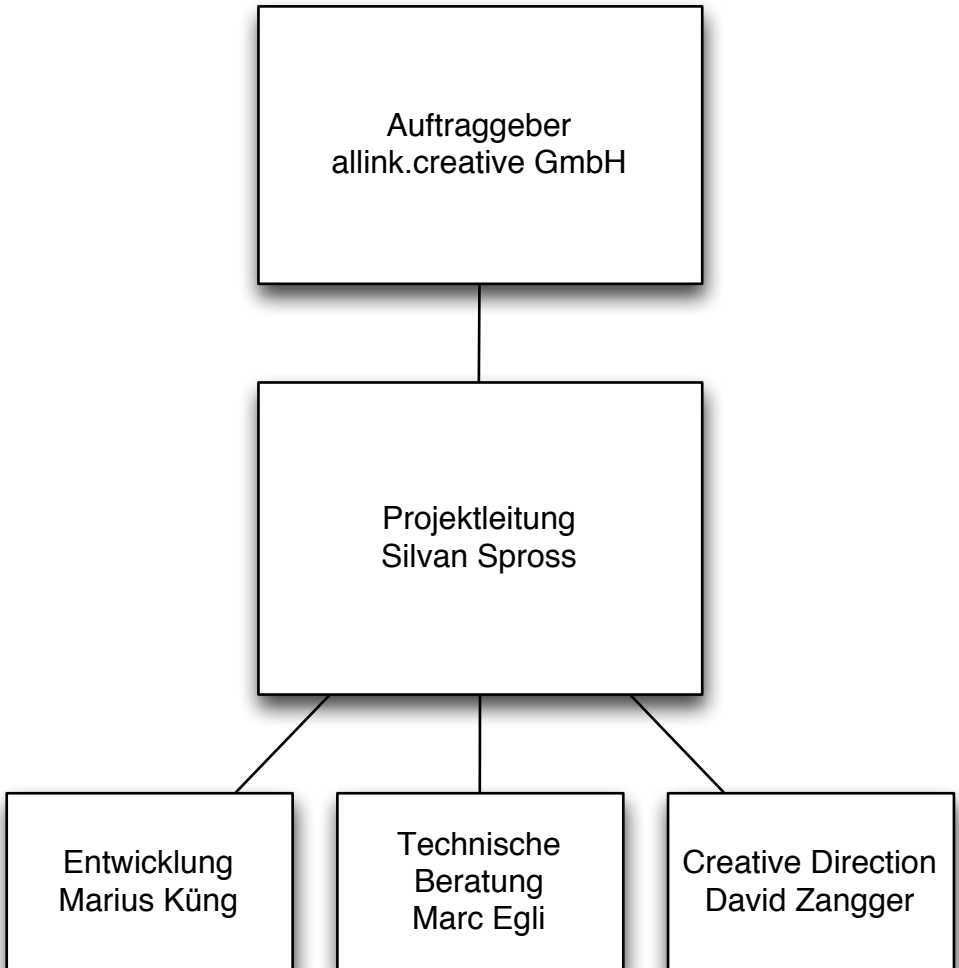 Auftraggeber
allink.creative GmbH
Projektleitung
Silvan Spross
Entwicklung
Marius Küng
Technische
Beratung
Marc Egli
Creative Direction
David Zangger